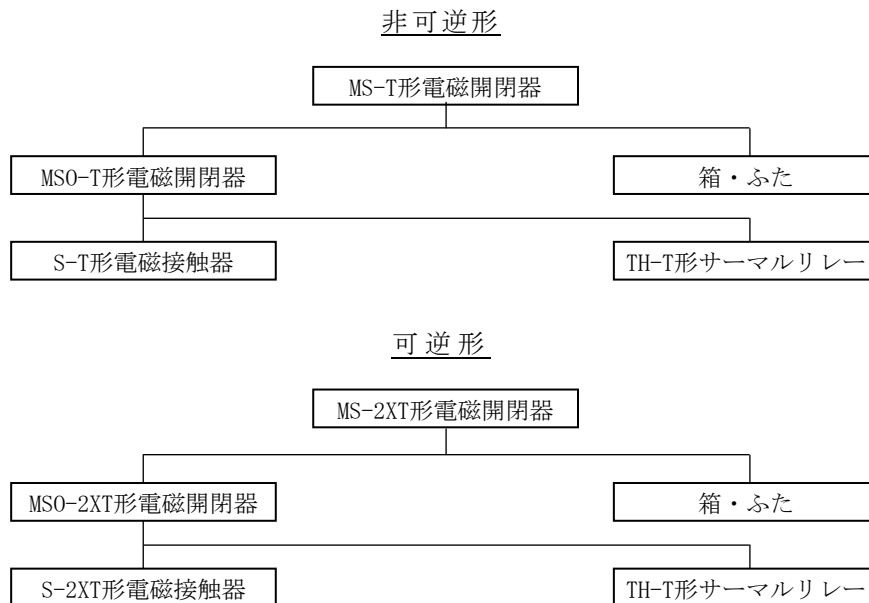 非可逆形
MS-T形電磁開閉器
MSO-T形電磁開閉器
箱・ふた
S-T形電磁接触器
TH-T形サーマルリレー
可逆形
MS-2XT形電磁開閉器
MSO-2XT形電磁開閉器
箱・ふた
S-2XT形電磁接触器
TH-T形サーマルリレー